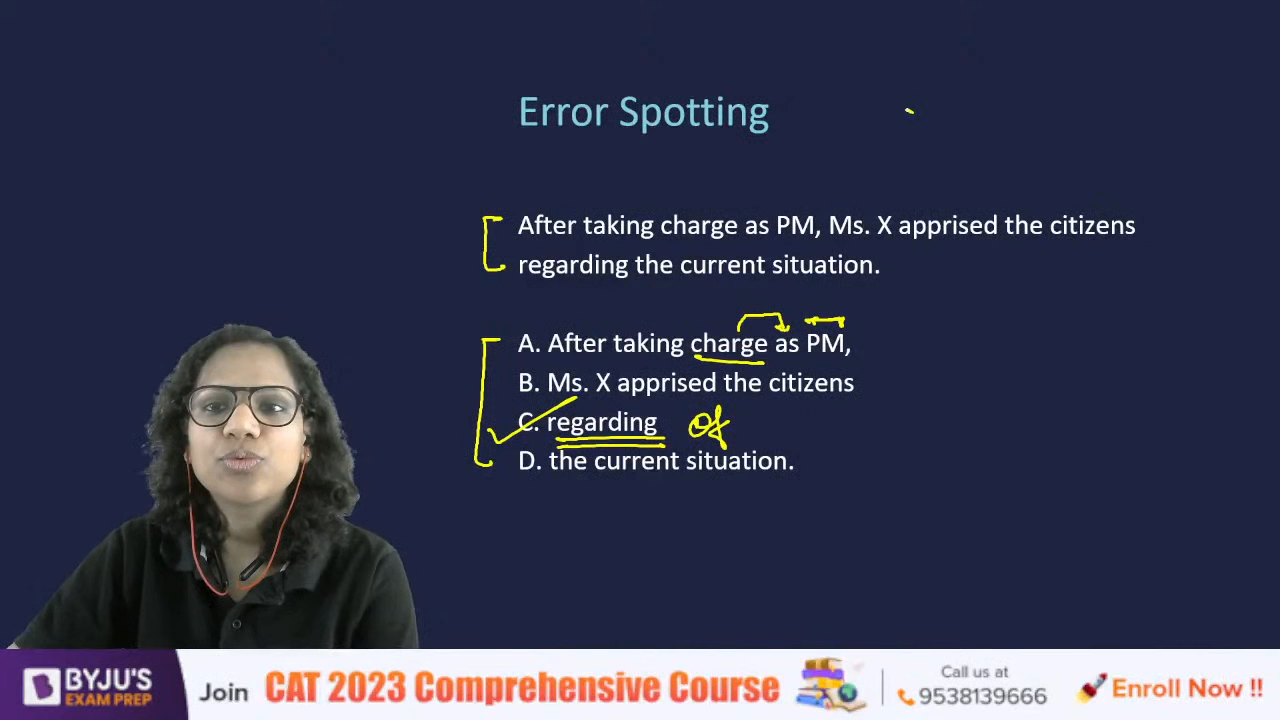 Error Spotting
After taking charge as PM, Ms. X apprised the citizens
regarding the current situation.
A. After taking charge as PM,
B. Ms. X apprised the citizens
C. regarding of
D. the current situation.
BYJU'S
EXAM PREP
Join CAT 2023 Comprehensive Course
Call us at
9538139666
Enroll Now !!